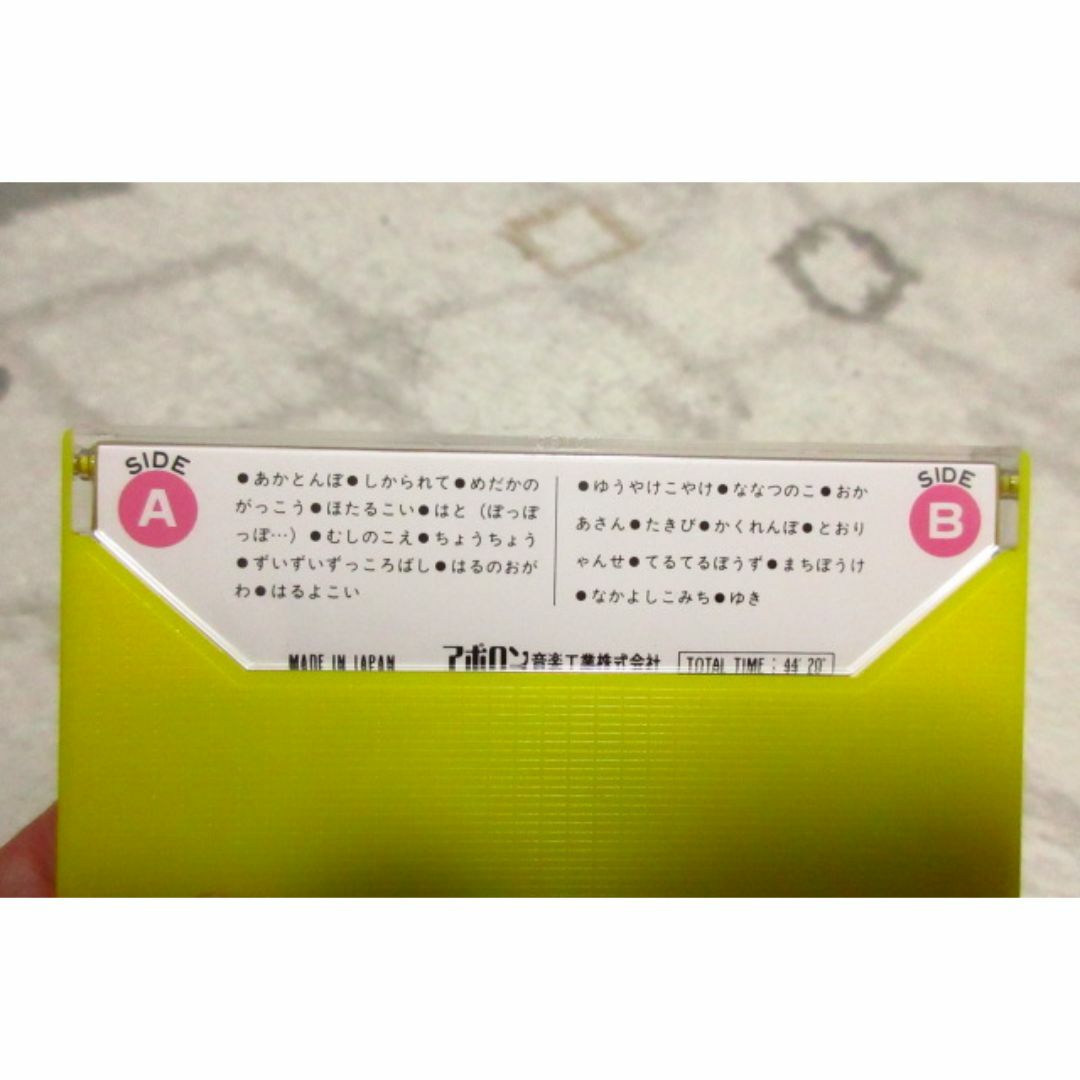 SIDE
A
●あかとんぼ●しかられて●めだかの
がっこう●ほたるこい●はと（ぽっぽ
っぽ…）●むしのこえ●ちょうちょう
●ずいずいずっころばし●はるのおが
わ●はるよこい
●ゆうやけこやけ●ななつのこ●おか
あさん●たきび●かくれんぼ●とおり
ゃんせ●てるてるぼうず●まちぼうけ
●なかよしこみち●ゆき
SIDE
B
MADE IN JAPAN
アポロン音楽工業株式会社
TOTAL TIME : 44′20″